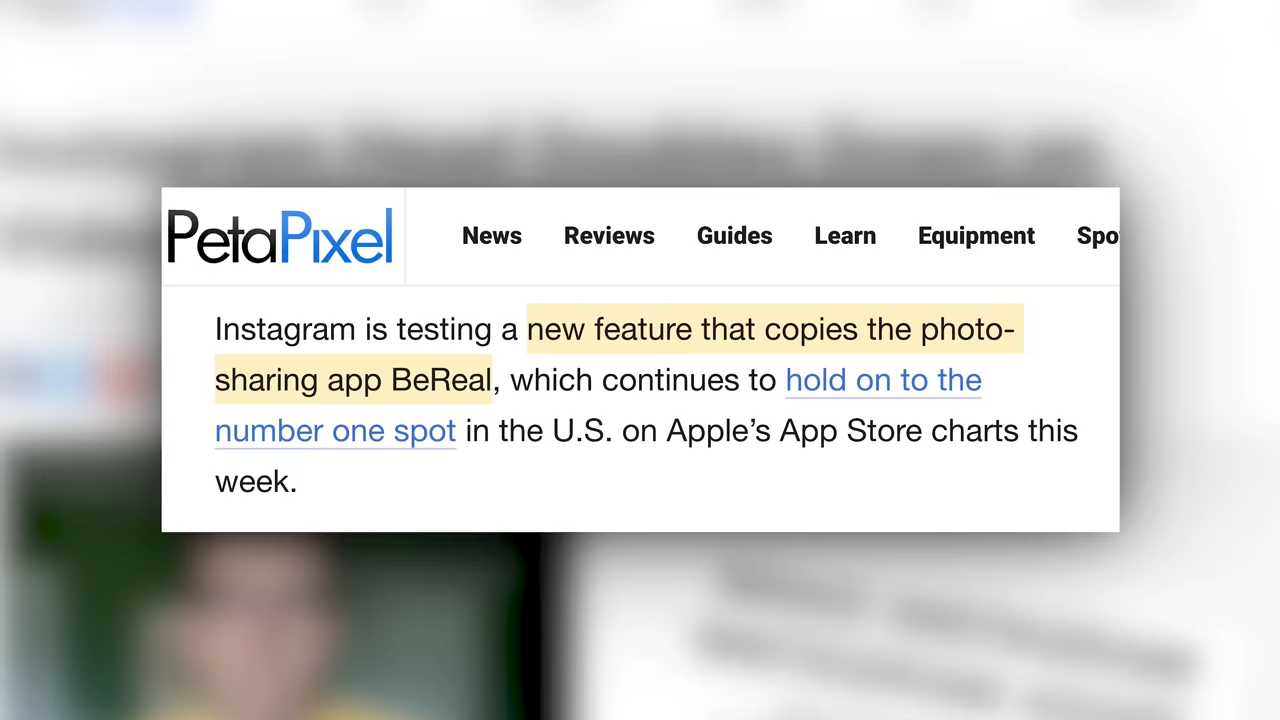 PetaPixel
News Reviews Guides Learn Equipment Spo
Instagram is testing a new feature that copies the photo-
sharing app BeReal, which continues to hold on to the
number one spot in the U.S. on Apple’s App Store charts this
week.